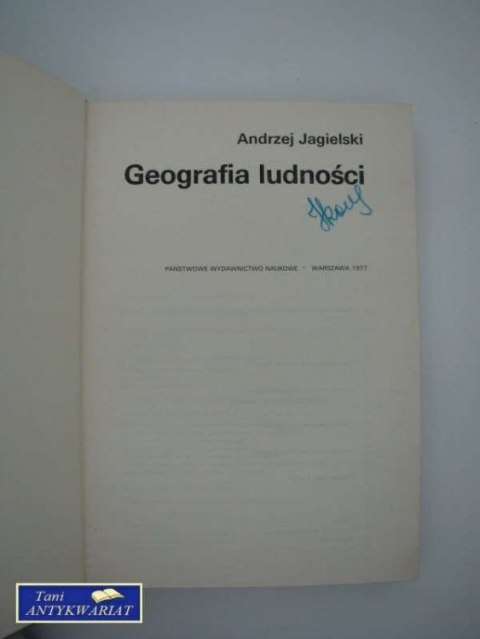 Andrzej Jagielski
Geografia ludności
PAŃSTWOWE WYDAWNICTWO NAUKOWE – WARSZAWA 1977
Tani
ANTYKWARIAT